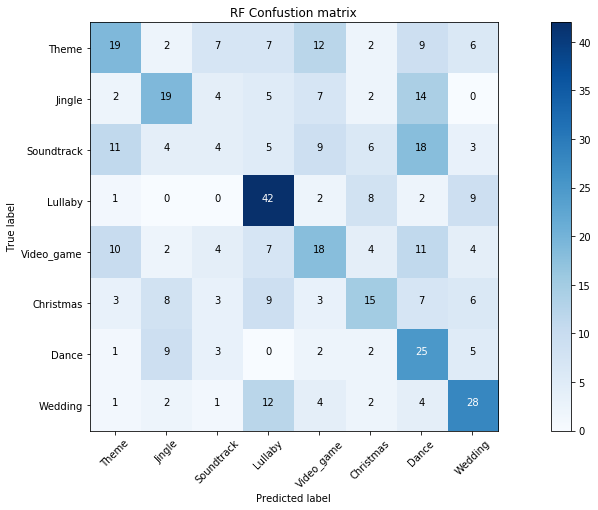 RF Confustion matrix
Theme 19 2 7 7 12 2 9 6
Jingle 2 19 4 5 7 2 14 0
Soundtrack 11 4 4 5 9 6 18 3
Lullaby 1 0 0 42 2 8 2 9
Video_game 10 2 4 7 18 4 11 4
Christmas 3 8 3 9 3 15 7 6
Dance 1 9 3 0 2 2 25 5
Wedding 1 2 1 12 4 2 4 28
True label
Theme Jingle Soundtrack Lullaby Video_game Christmas Dance Wedding
Predicted label
40
35
30
25
20
15
10
5
0